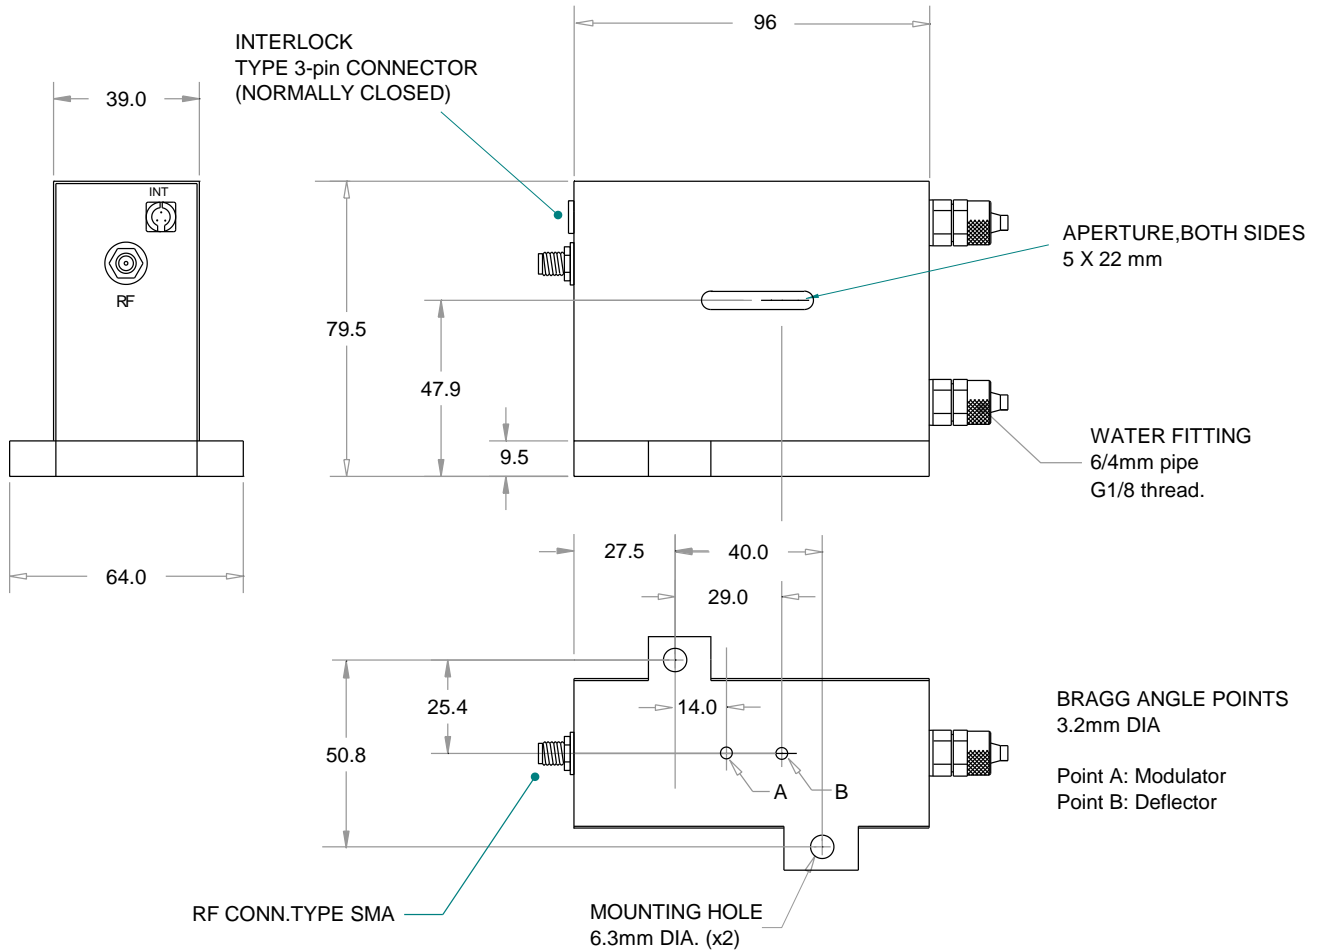 96
INTERLOCK
TYPE 3-pin CONNECTOR
(NORMALLY CLOSED)
39.0
INT
RF
APERTURE,BOTH SIDES
5 X 22 mm
79.5
47.9
9.5
WATER FITTING
6/4mm pipe
G1/8 thread.
64.0
27.5
40.0
29.0
14.0
25.4
50.8
BRAGG ANGLE POINTS
3.2mm DIA
Point A: Modulator
Point B: Deflector
A
B
RF CONN.TYPE SMA
MOUNTING HOLE
6.3mm DIA. (x2)